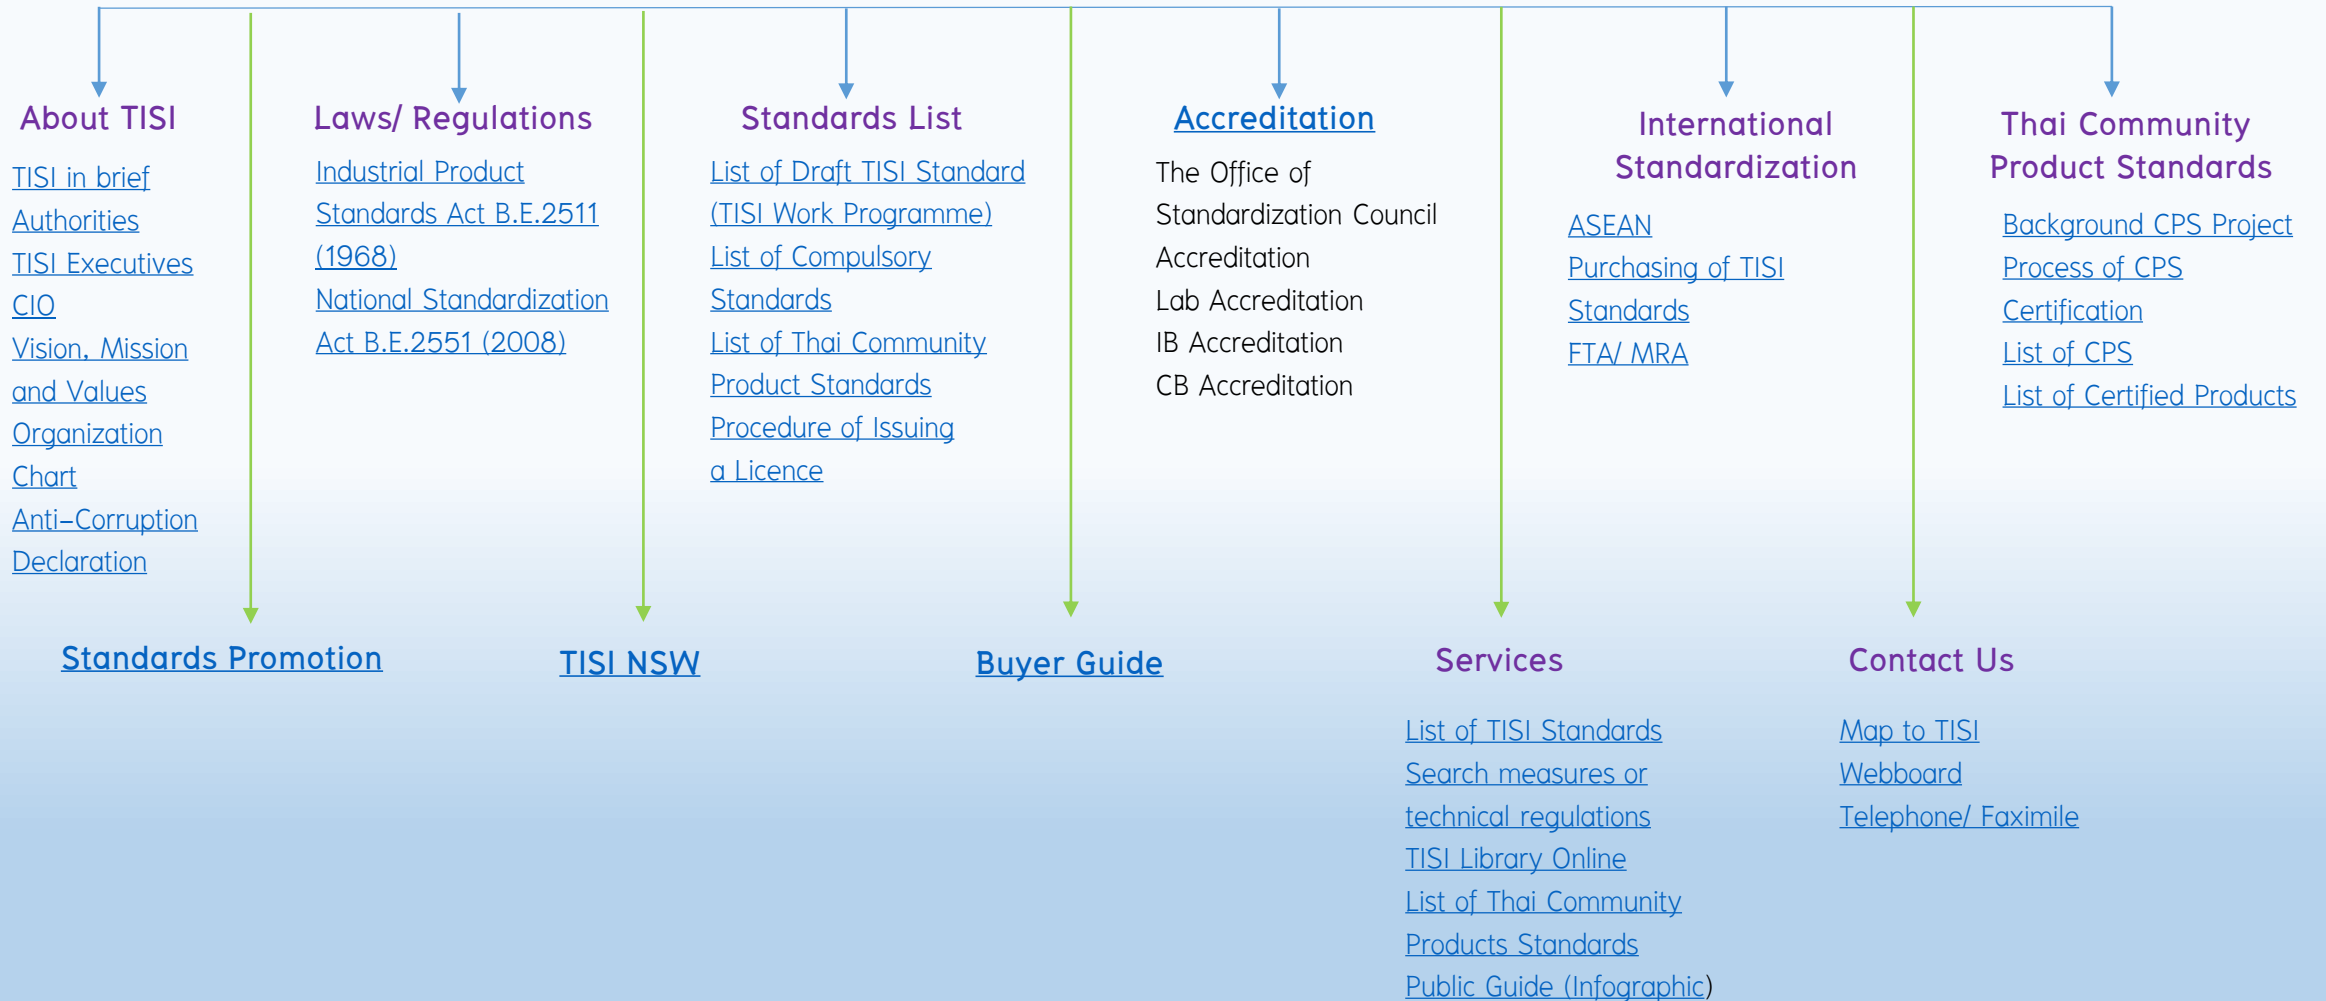 About TISI
TISI in brief
Authorities
TISI Executives
CIO
Vision, Mission
and Values
Organization
Chart
Anti-Corruption
Declaration
Laws/ Regulations
Industrial Product
Standards Act B.E.2511
(1968)
National Standardization
Act B.E.2551 (2008)
Standards List
List of Draft TISI Standard
(TISI Work Programme)
List of Compulsory
Standards
List of Thai Community
Product Standards
Procedure of Issuing
a Licence
Accreditation
The Office of
Standardization Council
Accreditation
Lab Accreditation
IB Accreditation
CB Accreditation
International
Standardization
ASEAN
Purchasing of TISI
Standards
FTA/ MRA
Thai Community
Product Standards
Background CPS Project
Process of CPS
Certification
List of CPS
List of Certified Products
Standards Promotion
TISI NSW
Buyer Guide
Services
List of TISI Standards
Search measures or
technical regulations
TISI Library Online
List of Thai Community
Products Standards
Public Guide (Infographic)
Contact Us
Map to TISI
Webboard
Telephone/ Faximile